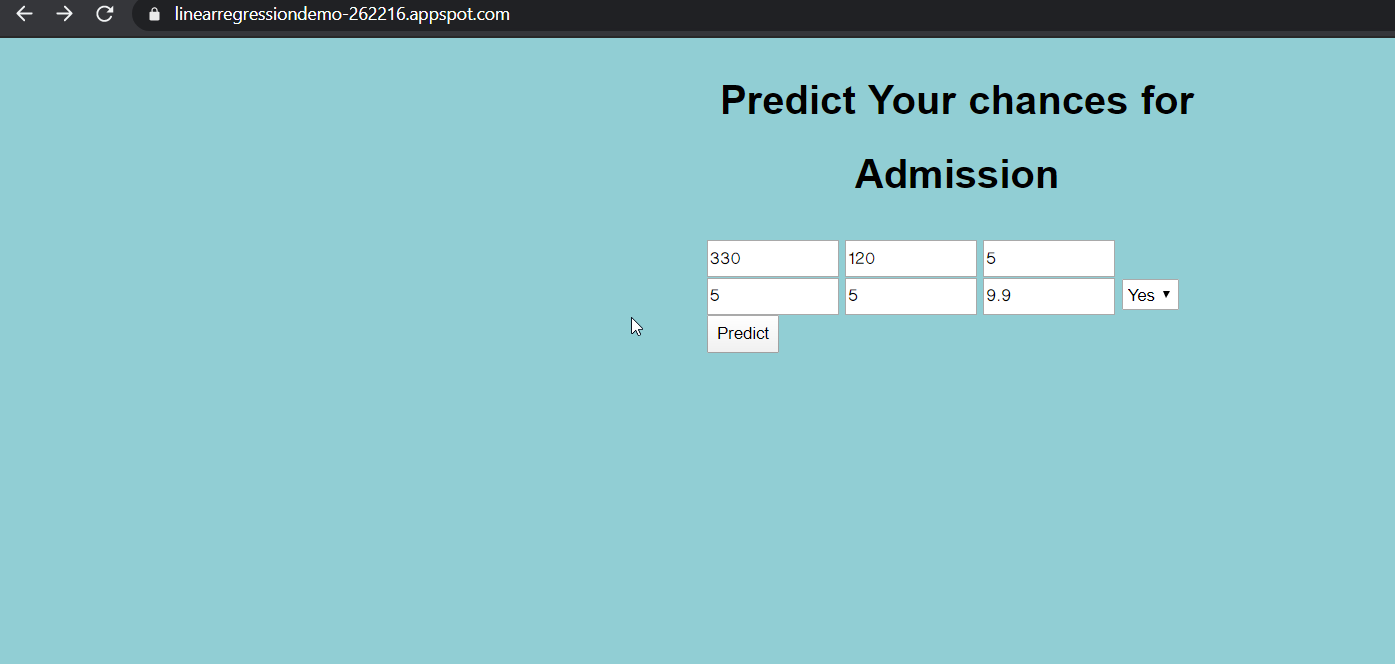 linearregressiondemo-262216.appspot.com
Predict Your chances for
Admission
330 120 5
5 5 9.9 Yes
Predict